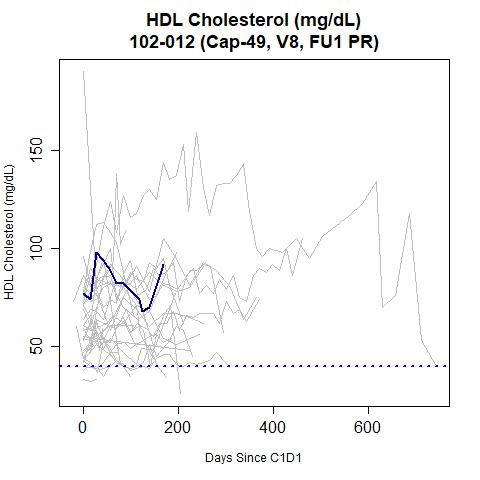 HDL Cholesterol (mg/dL)
102-012 (Cap-49, V8, FU1 PR)
HDL Cholesterol (mg/dL)
150
100
50
0 200 400 600
Days Since C1D1